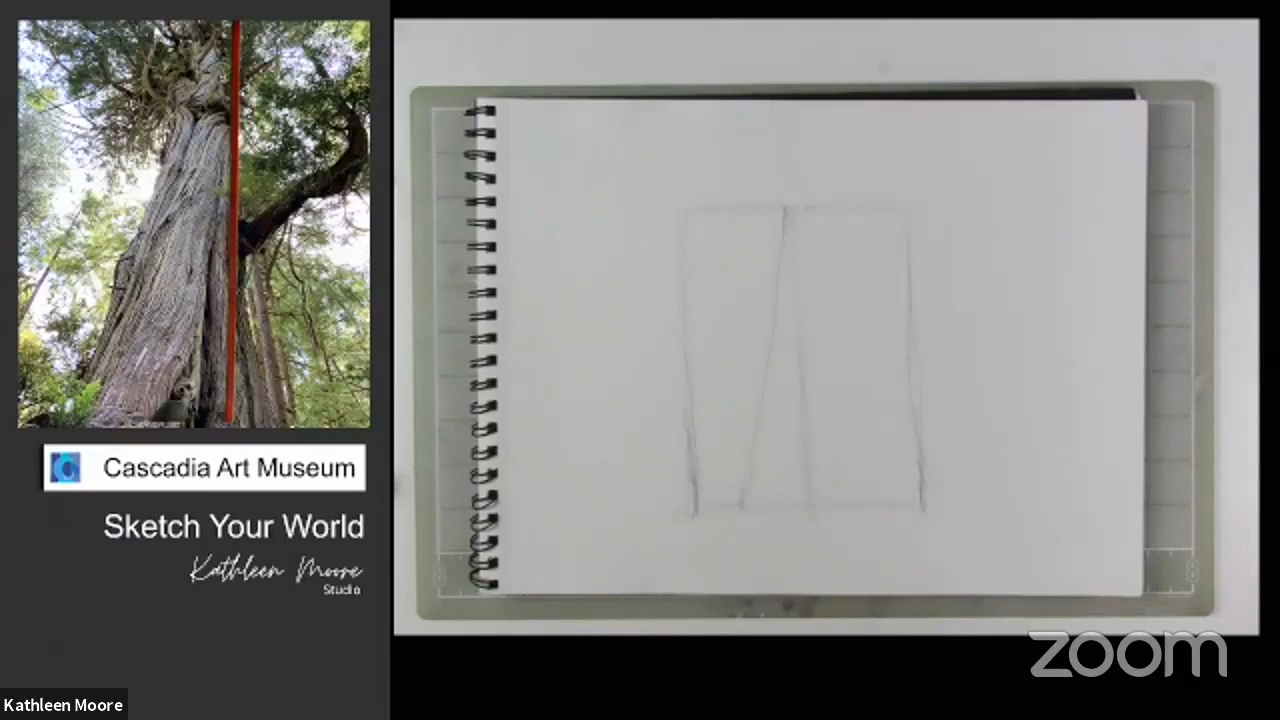 Cascadia Art Museum
Sketch Your World
Kathleen Moore
Studio
zoom
Kathleen Moore